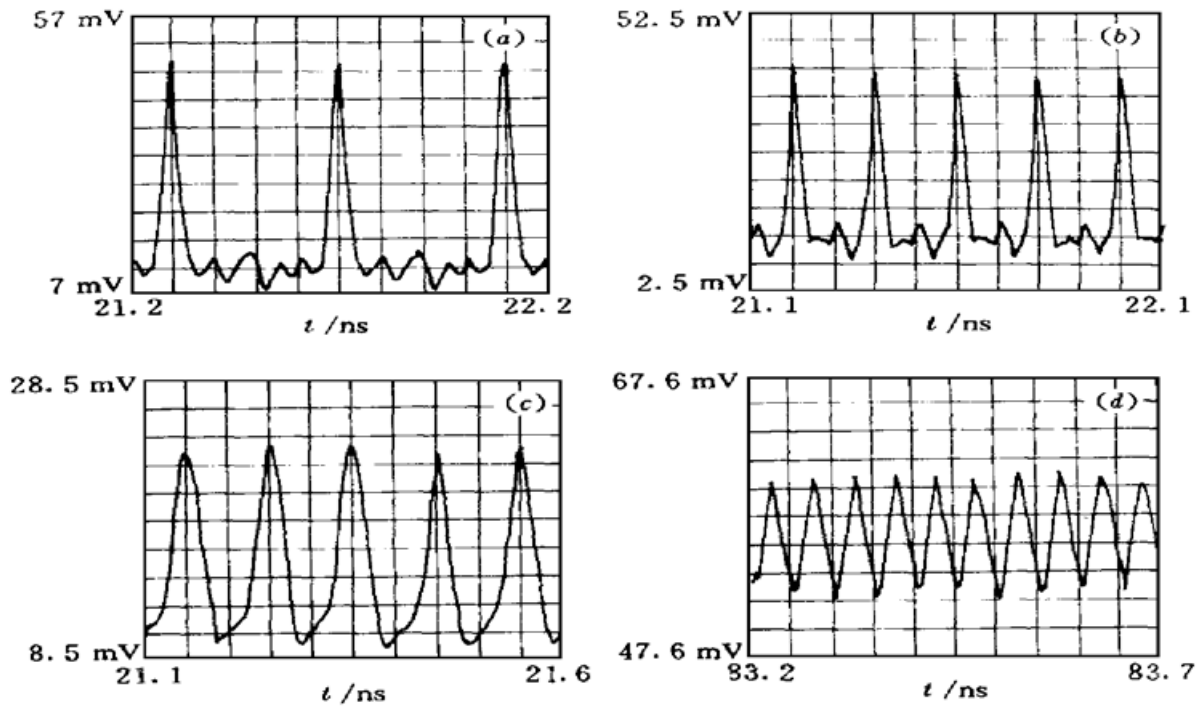 57 mV
(a)
7 mV
21.2
22.2
t /ns
52.5 mV
(b)
2.5 mV
21.1
22.1
t /ns
28.5 mV
(c)
8.5 mV
21.1
21.6
t /ns
67.6 mV
(d)
47.6 mV
83.2
83.7
t /ns